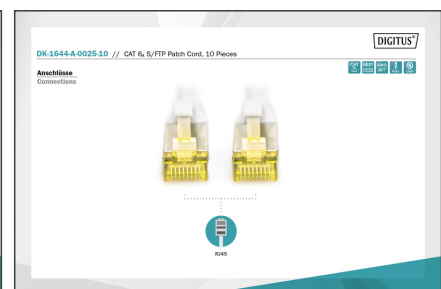 DIGITUS®
DK-1644-A-0025-10 // CAT 6A S/FTP Patch Cord, 10 Pieces
Anschlüsse
Connections
RJ45